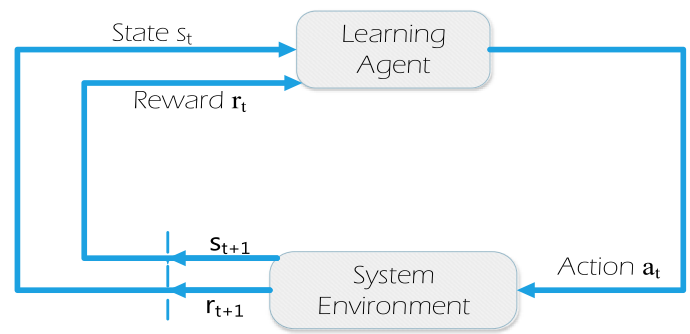 State st
Learning
Agent
Reward rt
st+1
rt+1
System
Environment
Action at